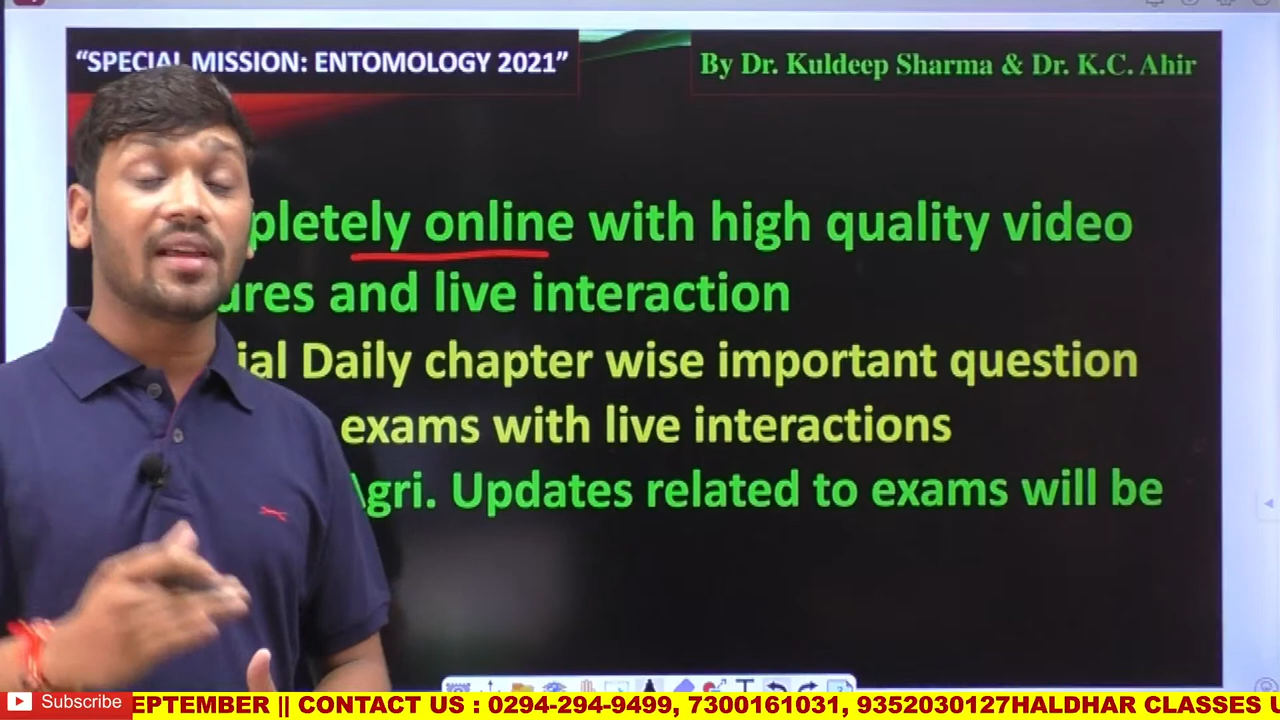 “SPECIAL MISSION: ENTOMOLOGY 2021”
By Dr. Kuldeep Sharma & Dr. K.C. Ahir
pletely online with high quality video
ures and live interaction
ial Daily chapter wise important question
exams with live interactions
Agri. Updates related to exams will be
Subscribe
EPTEMBER || CONTACT US : 0294-294-9499, 7300161031, 9352030127HALDHAR CLASSES U